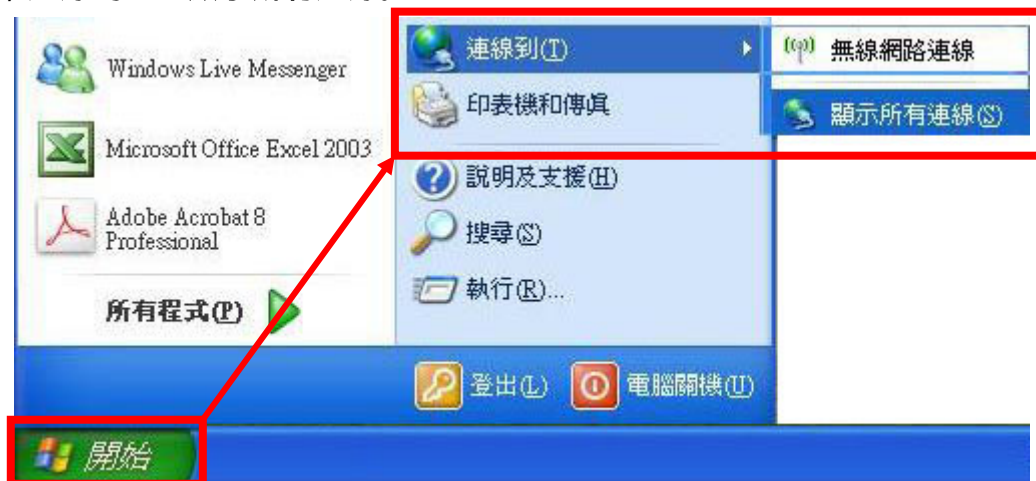 Windows Live Messenger
Microsoft Office Excel 2003
Adobe Acrobat 8
Professional
所有程式(P)
連線到(T)
印表機和傳真
說明及支援(H)
搜尋(S)
執行(R)...
無線網路連線
顯示所有連線(S)
登出(L)
電腦關機(U)
開始